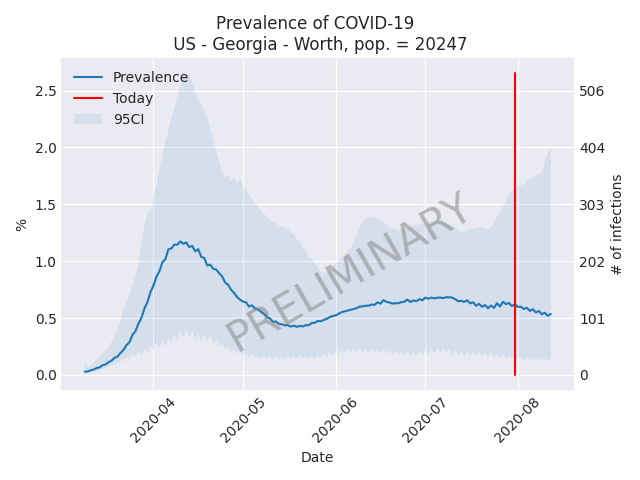 Prevalence of COVID-19
US - Georgia - Worth, pop. = 20247
Prevalence
Today
95CI
2.5
2.0
1.5
1.0
0.5
0.0
%
506
404
303
202
101
0
# of infections
PRELIMINARY
2020-04
2020-05
2020-06
2020-07
2020-08
Date